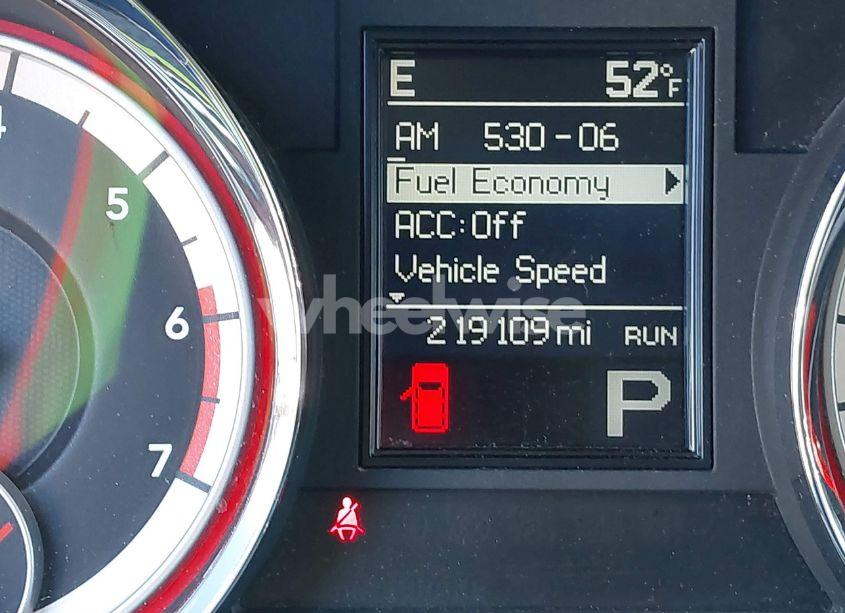 E 52°F
AM 530-06
Fuel Economy
ACC:Off
Vehicle Speed
219109 mi RUN
P
4
5
6
7
wheelwise